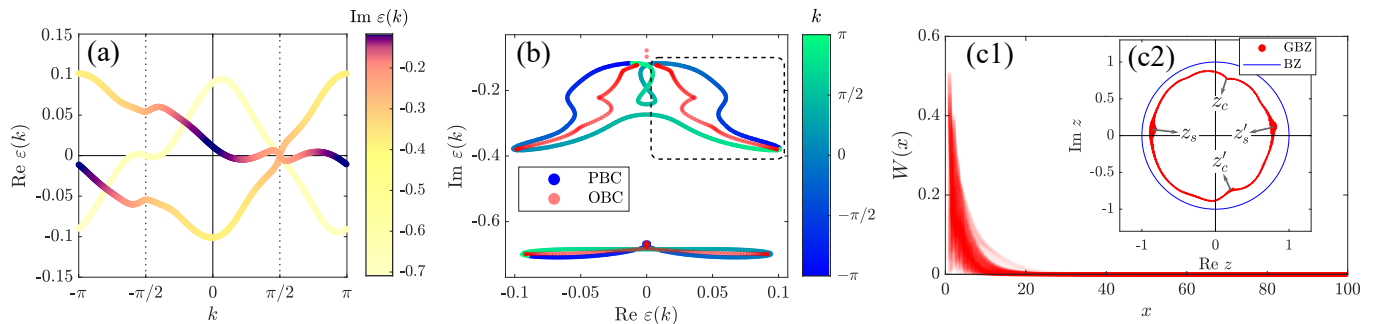 (a)
Im ε(k)
Re ε(k)
0.15
0.1
0.05
0
-0.05
-0.1
-0.15
-π
-π/2
0
π/2
π
k
-0.2
-0.3
-0.4
-0.5
-0.6
-0.7
(b)
k
Im ε(k)
-0.2
-0.4
-0.6
PBC
OBC
-0.1
-0.05
0
0.05
0.1
Re ε(k)
π
π/2
0
-π/2
-π
(c1)
W(x)
0.6
0.4
0.2
0
0
20
40
60
80
100
x
(c2)
GBZ
BZ
Im z
1
0.5
0
-0.5
-1
-1
0
1
Re z
z_c
z_s
z'_s
z'_c